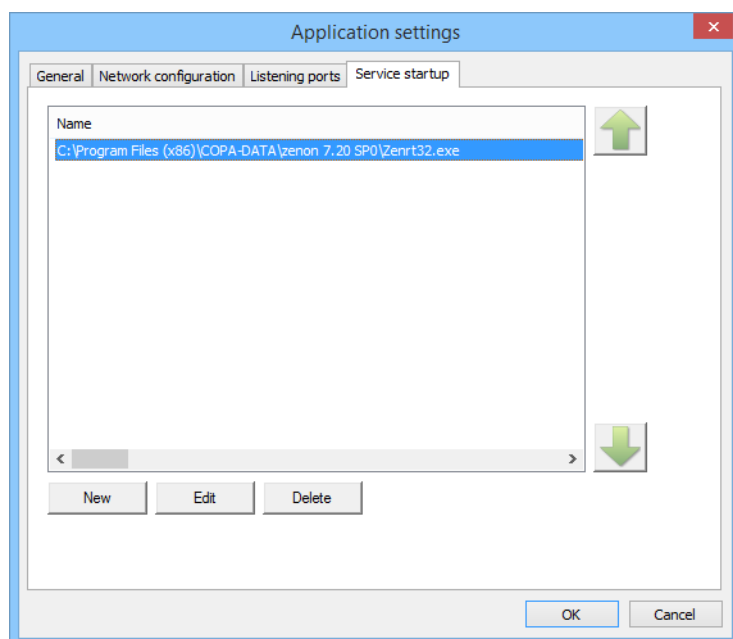 Application settings
General Network configuration Listening ports Service startup
Name
C:\Program Files (x86)\COPA-DATA\zenon 7.20 SP0\Zenrt32.exe
New Edit Delete
OK Cancel